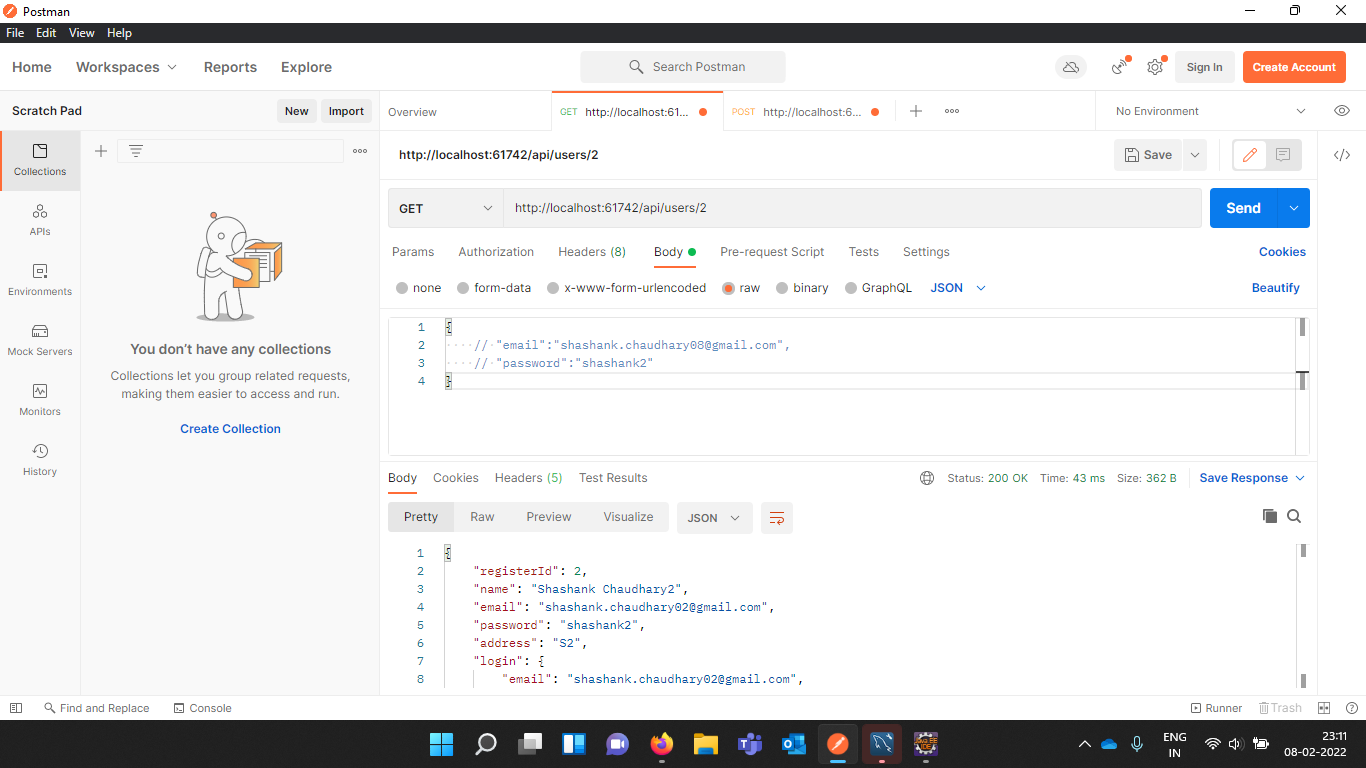 Postman
File Edit View Help
Home Workspaces Reports Explore Search Postman Sign In Create Account
Scratch Pad New Import
Overview GET http://localhost:61... POST http://localhost:6... No Environment
Collections
APIs
Environments
Mock Servers
Monitors
History
You don't have any collections
Collections let you group related requests,
making them easier to access and run.
Create Collection
http://localhost:61742/api/users/2 Save
GET http://localhost:61742/api/users/2 Send
Params Authorization Headers (8) Body Pre-request Script Tests Settings Cookies
none form-data x-www-form-urlencoded raw binary GraphQL JSON Beautify
1 {
2 // "email":"shashank.chaudhary08@gmail.com",
3 // "password":"shashank2"
4 }
Body Cookies Headers (5) Test Results Status: 200 OK Time: 43 ms Size: 362 B Save Response
Pretty Raw Preview Visualize JSON
1 {
2 "registerId": 2,
3 "name": "Shashank Chaudhary2",
4 "email": "shashank.chaudhary02@gmail.com",
5 "password": "shashank2",
6 "address": "S2",
7 "login": {
8 "email": "shashank.chaudhary02@gmail.com",
Find and Replace Console Runner Trash
ENG
IN
23:11
08-02-2022